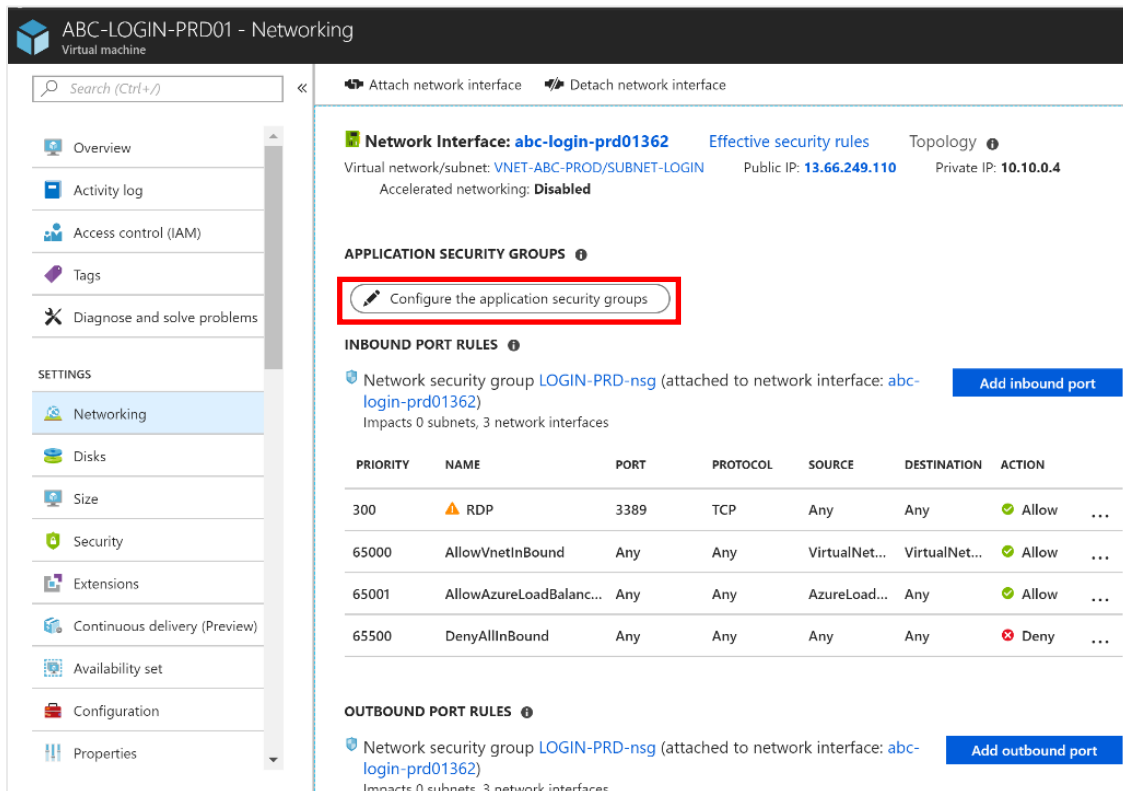 ABC-LOGIN-PRD01 - Networking
Virtual machine
Search (Ctrl+/)
«
Overview
Activity log
Access control (IAM)
Tags
Diagnose and solve problems
SETTINGS
Networking
Disks
Size
Security
Extensions
Continuous delivery (Preview)
Availability set
Configuration
Properties
Attach network interface Detach network interface
Network Interface: abc-login-prd01362 Effective security rules Topology
Virtual network/subnet: VNET-ABC-PROD/SUBNET-LOGIN Public IP: 13.66.249.110 Private IP: 10.10.0.4
Accelerated networking: Disabled
APPLICATION SECURITY GROUPS
Configure the application security groups
INBOUND PORT RULES
Network security group LOGIN-PRD-nsg (attached to network interface: abc-
login-prd01362)
Impacts 0 subnets, 3 network interfaces
Add inbound port
PRIORITY NAME PORT PROTOCOL SOURCE DESTINATION ACTION
300 RDP 3389 TCP Any Any Allow ...
65000 AllowVnetInBound Any Any VirtualNet... VirtualNet... Allow ...
65001 AllowAzureLoadBalanc... Any Any AzureLoad... Any Allow ...
65500 DenyAllInBound Any Any Any Any Deny ...
OUTBOUND PORT RULES
Network security group LOGIN-PRD-nsg (attached to network interface: abc-
login-prd01362)
Impacts 0 subnets, 3 network interfaces
Add outbound port